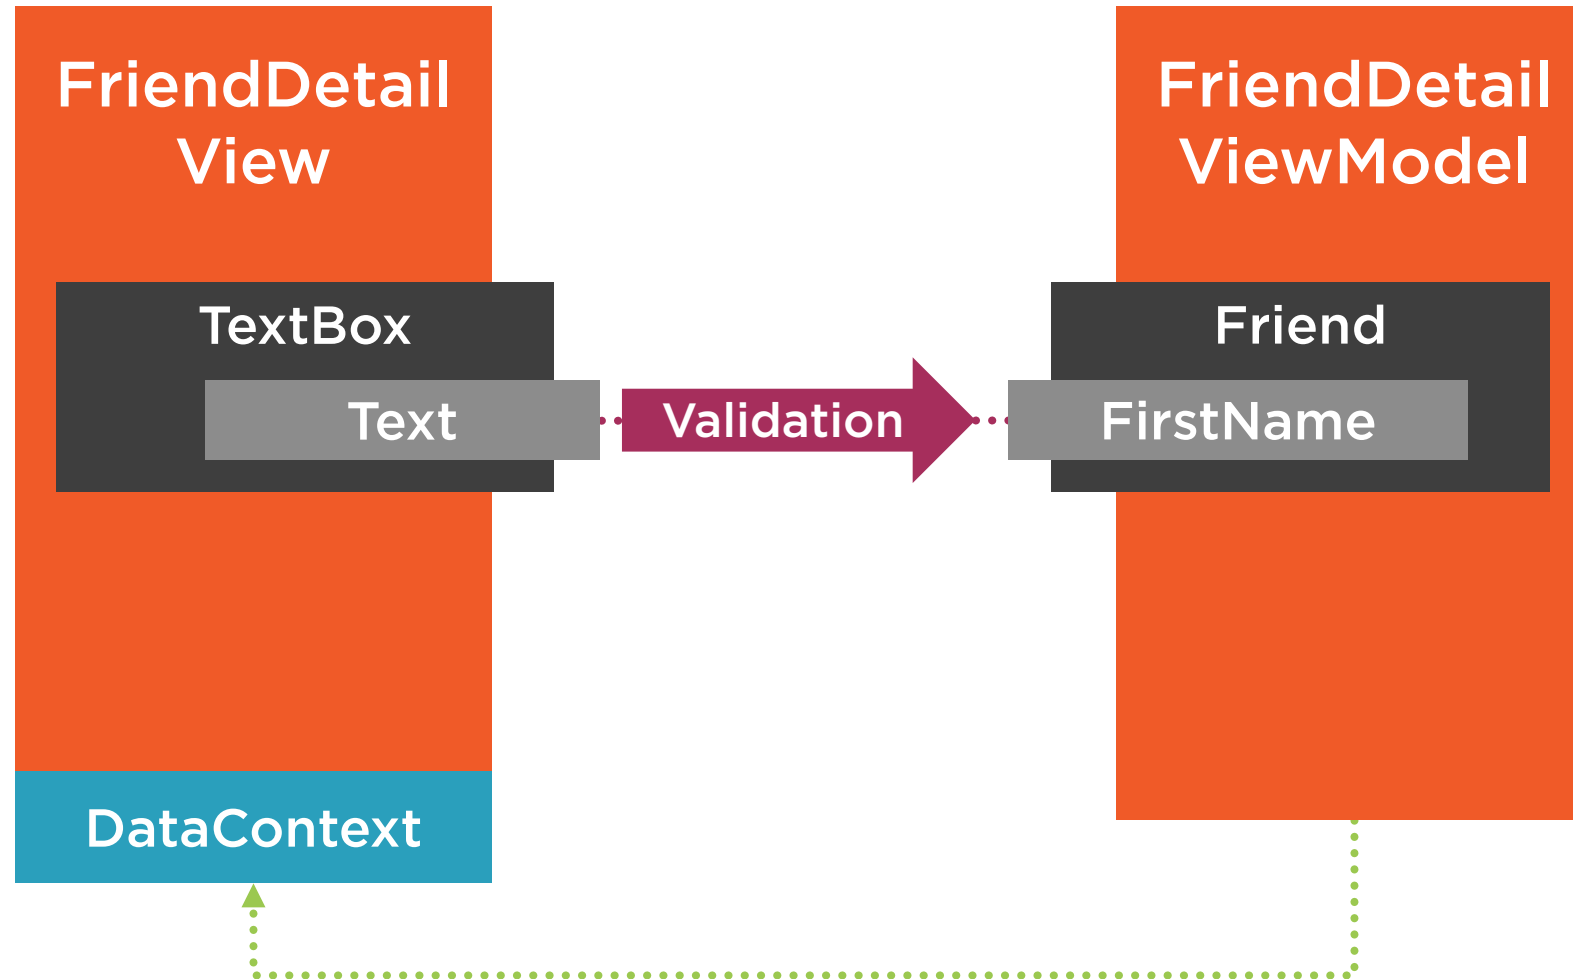 FriendDetail
View
FriendDetail
ViewModel
TextBox
Text
Validation
Friend
FirstName
DataContext